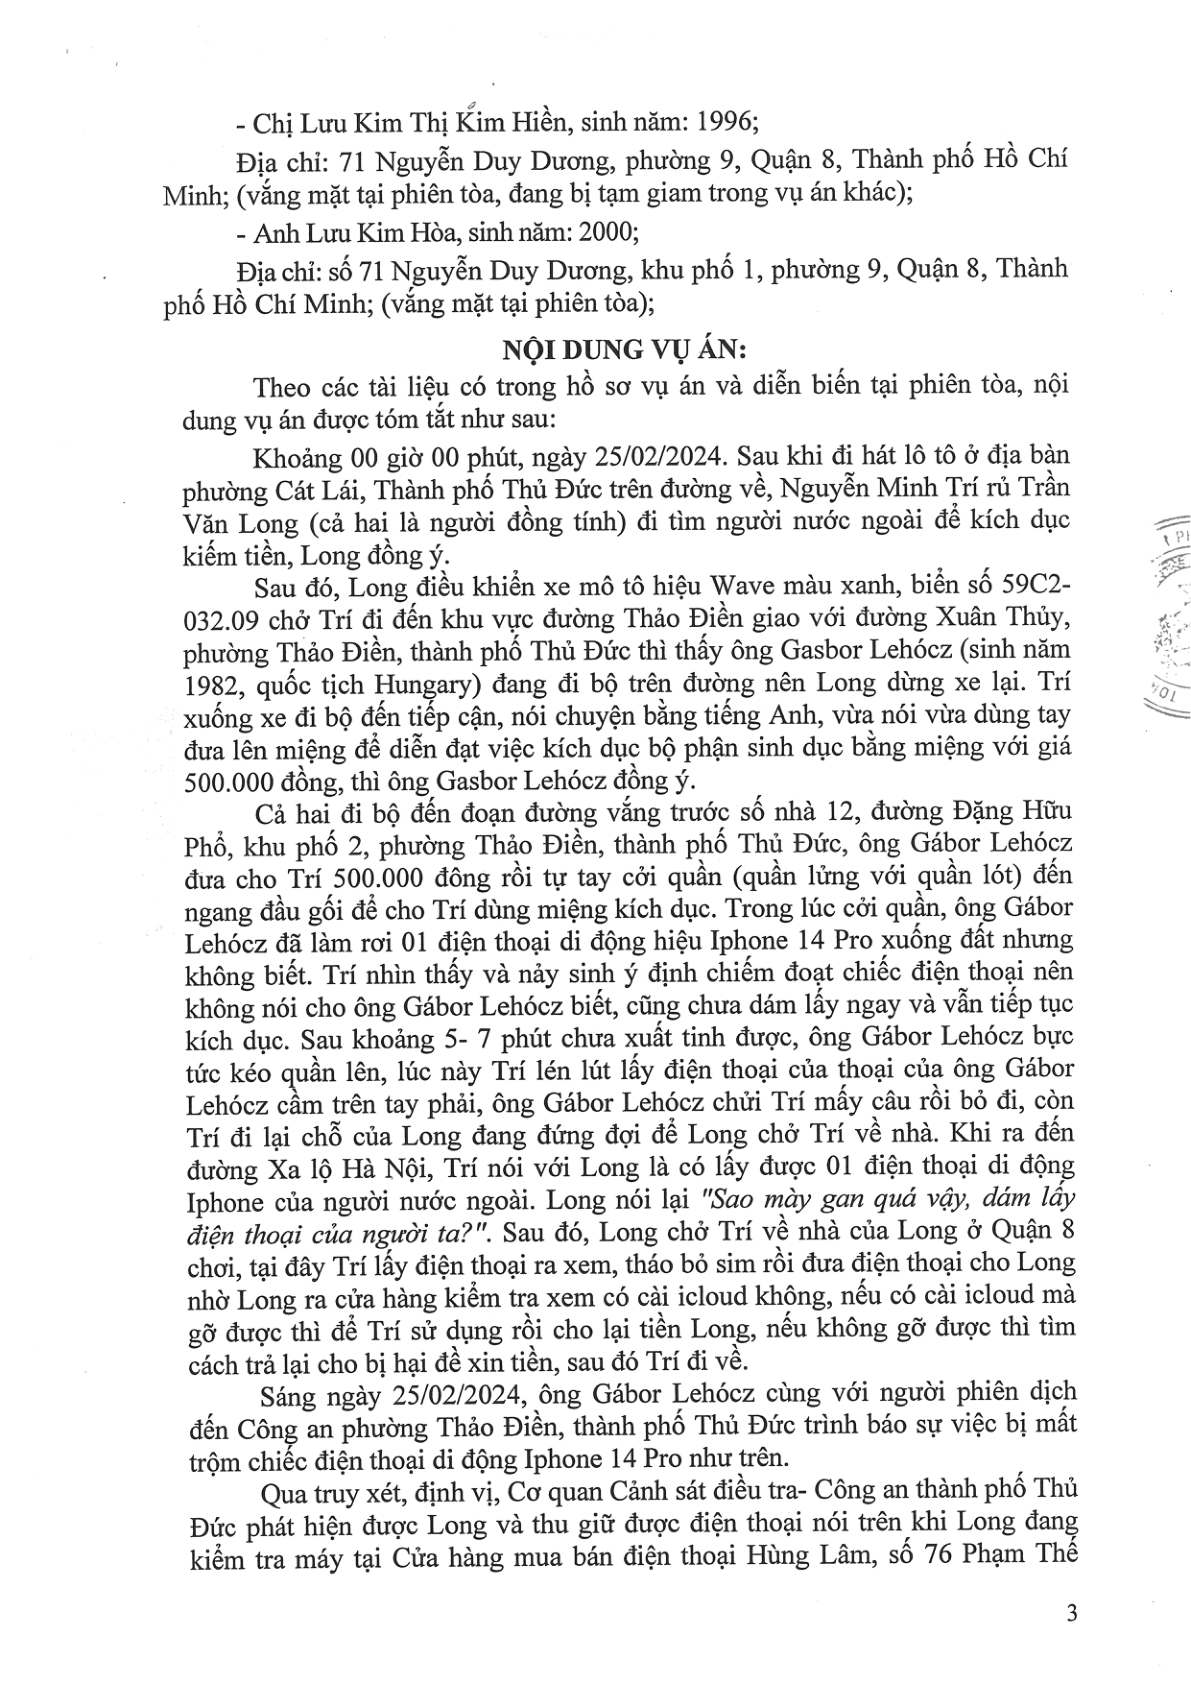 - Chị Lưu Kim Thị Kim Hiền, sinh năm: 1996;
Địa chỉ: 71 Nguyễn Duy Dương, phường 9, Quận 8, Thành phố Hồ Chí
Minh; (vắng mặt tại phiên tòa, đang bị tạm giam trong vụ án khác);
- Anh Lưu Kim Hòa, sinh năm: 2000;
Địa chỉ: số 71 Nguyễn Duy Dương, khu phố 1, phường 9, Quận 8, Thành
phố Hồ Chí Minh; (vắng mặt tại phiên tòa);
NỘI DUNG VỤ ÁN:
Theo các tài liệu có trong hồ sơ vụ án và diễn biến tại phiên tòa, nội
dung vụ án được tóm tắt như sau:
Khoảng 00 giờ 00 phút, ngày 25/02/2024. Sau khi đi hát lô tô ở địa bàn
phường Cát Lái, Thành phố Thủ Đức trên đường về, Nguyễn Minh Trí rủ Trần
Văn Long (cả hai là người đồng tính) đi tìm người nước ngoài để kích dục
kiếm tiền, Long đồng ý.
Sau đó, Long điều khiển xe mô tô hiệu Wave màu xanh, biển số 59C2-
032.09 chở Trí đi đến khu vực đường Thảo Điền giao với đường Xuân Thủy,
phường Thảo Điền, thành phố Thủ Đức thì thấy ông Gasbor Lehócz (sinh năm
1982, quốc tịch Hungary) đang đi bộ trên đường nên Long dừng xe lại. Trí
xuống xe đi bộ đến tiếp cận, nói chuyện bằng tiếng Anh, vừa nói vừa dùng tay
đưa lên miệng để diễn đạt việc kích dục bộ phận sinh dục bằng miệng với giá
500.000 đồng, thì ông Gasbor Lehócz đồng ý.
Cả hai đi bộ đến đoạn đường vắng trước số nhà 12, đường Đặng Hữu
Phổ, khu phố 2, phường Thảo Điền, thành phố Thủ Đức, ông Gábor Lehócz
đưa cho Trí 500.000 đông rồi tự tay cởi quần (quần lửng với quần lót) đến
ngang đầu gối để cho Trí dùng miệng kích dục. Trong lúc cởi quần, ông Gábor
Lehócz đã làm rơi 01 điện thoại di động hiệu Iphone 14 Pro xuống đất nhưng
không biết. Trí nhìn thấy và nảy sinh ý định chiếm đoạt chiếc điện thoại nên
không nói cho ông Gábor Lehócz biết, cũng chưa dám lấy ngay và vẫn tiếp tục
kích dục. Sau khoảng 5- 7 phút chưa xuất tinh được, ông Gábor Lehócz bực
tức kéo quần lên, lúc này Trí lén lút lấy điện thoại của thoại của ông Gábor
Lehócz cầm trên tay phải, ông Gábor Lehócz chửi Trí mấy câu rồi bỏ đi, còn
Trí đi lại chỗ của Long đang đứng đợi để Long chở Trí về nhà. Khi ra đến
đường Xa lộ Hà Nội, Trí nói với Long là có lấy được 01 điện thoại di động
Iphone của người nước ngoài. Long nói lại "Sao mày gan quá vậy, dám lấy
điện thoại của người ta?". Sau đó, Long chở Trí về nhà của Long ở Quận 8
chơi, tại đây Trí lấy điện thoại ra xem, tháo bỏ sim rồi đưa điện thoại cho Long
nhờ Long ra cửa hàng kiểm tra xem có cài icloud không, nếu có cài icloud mà
gỡ được thì để Trí sử dụng rồi cho lại tiền Long, nếu không gỡ được thì tìm
cách trả lại cho bị hại đề xin tiền, sau đó Trí đi về.
Sáng ngày 25/02/2024, ông Gábor Lehócz cùng với người phiên dịch
đến Công an phường Thảo Điền, thành phố Thủ Đức trình báo sự việc bị mất
trộm chiếc điện thoại di động Iphone 14 Pro như trên.
Qua truy xét, định vị, Cơ quan Cảnh sát điều tra- Công an thành phố Thủ
Đức phát hiện được Long và thu giữ được điện thoại nói trên khi Long đang
kiểm tra máy tại Cửa hàng mua bán điện thoại Hùng Lâm, số 76 Phạm Thế
3